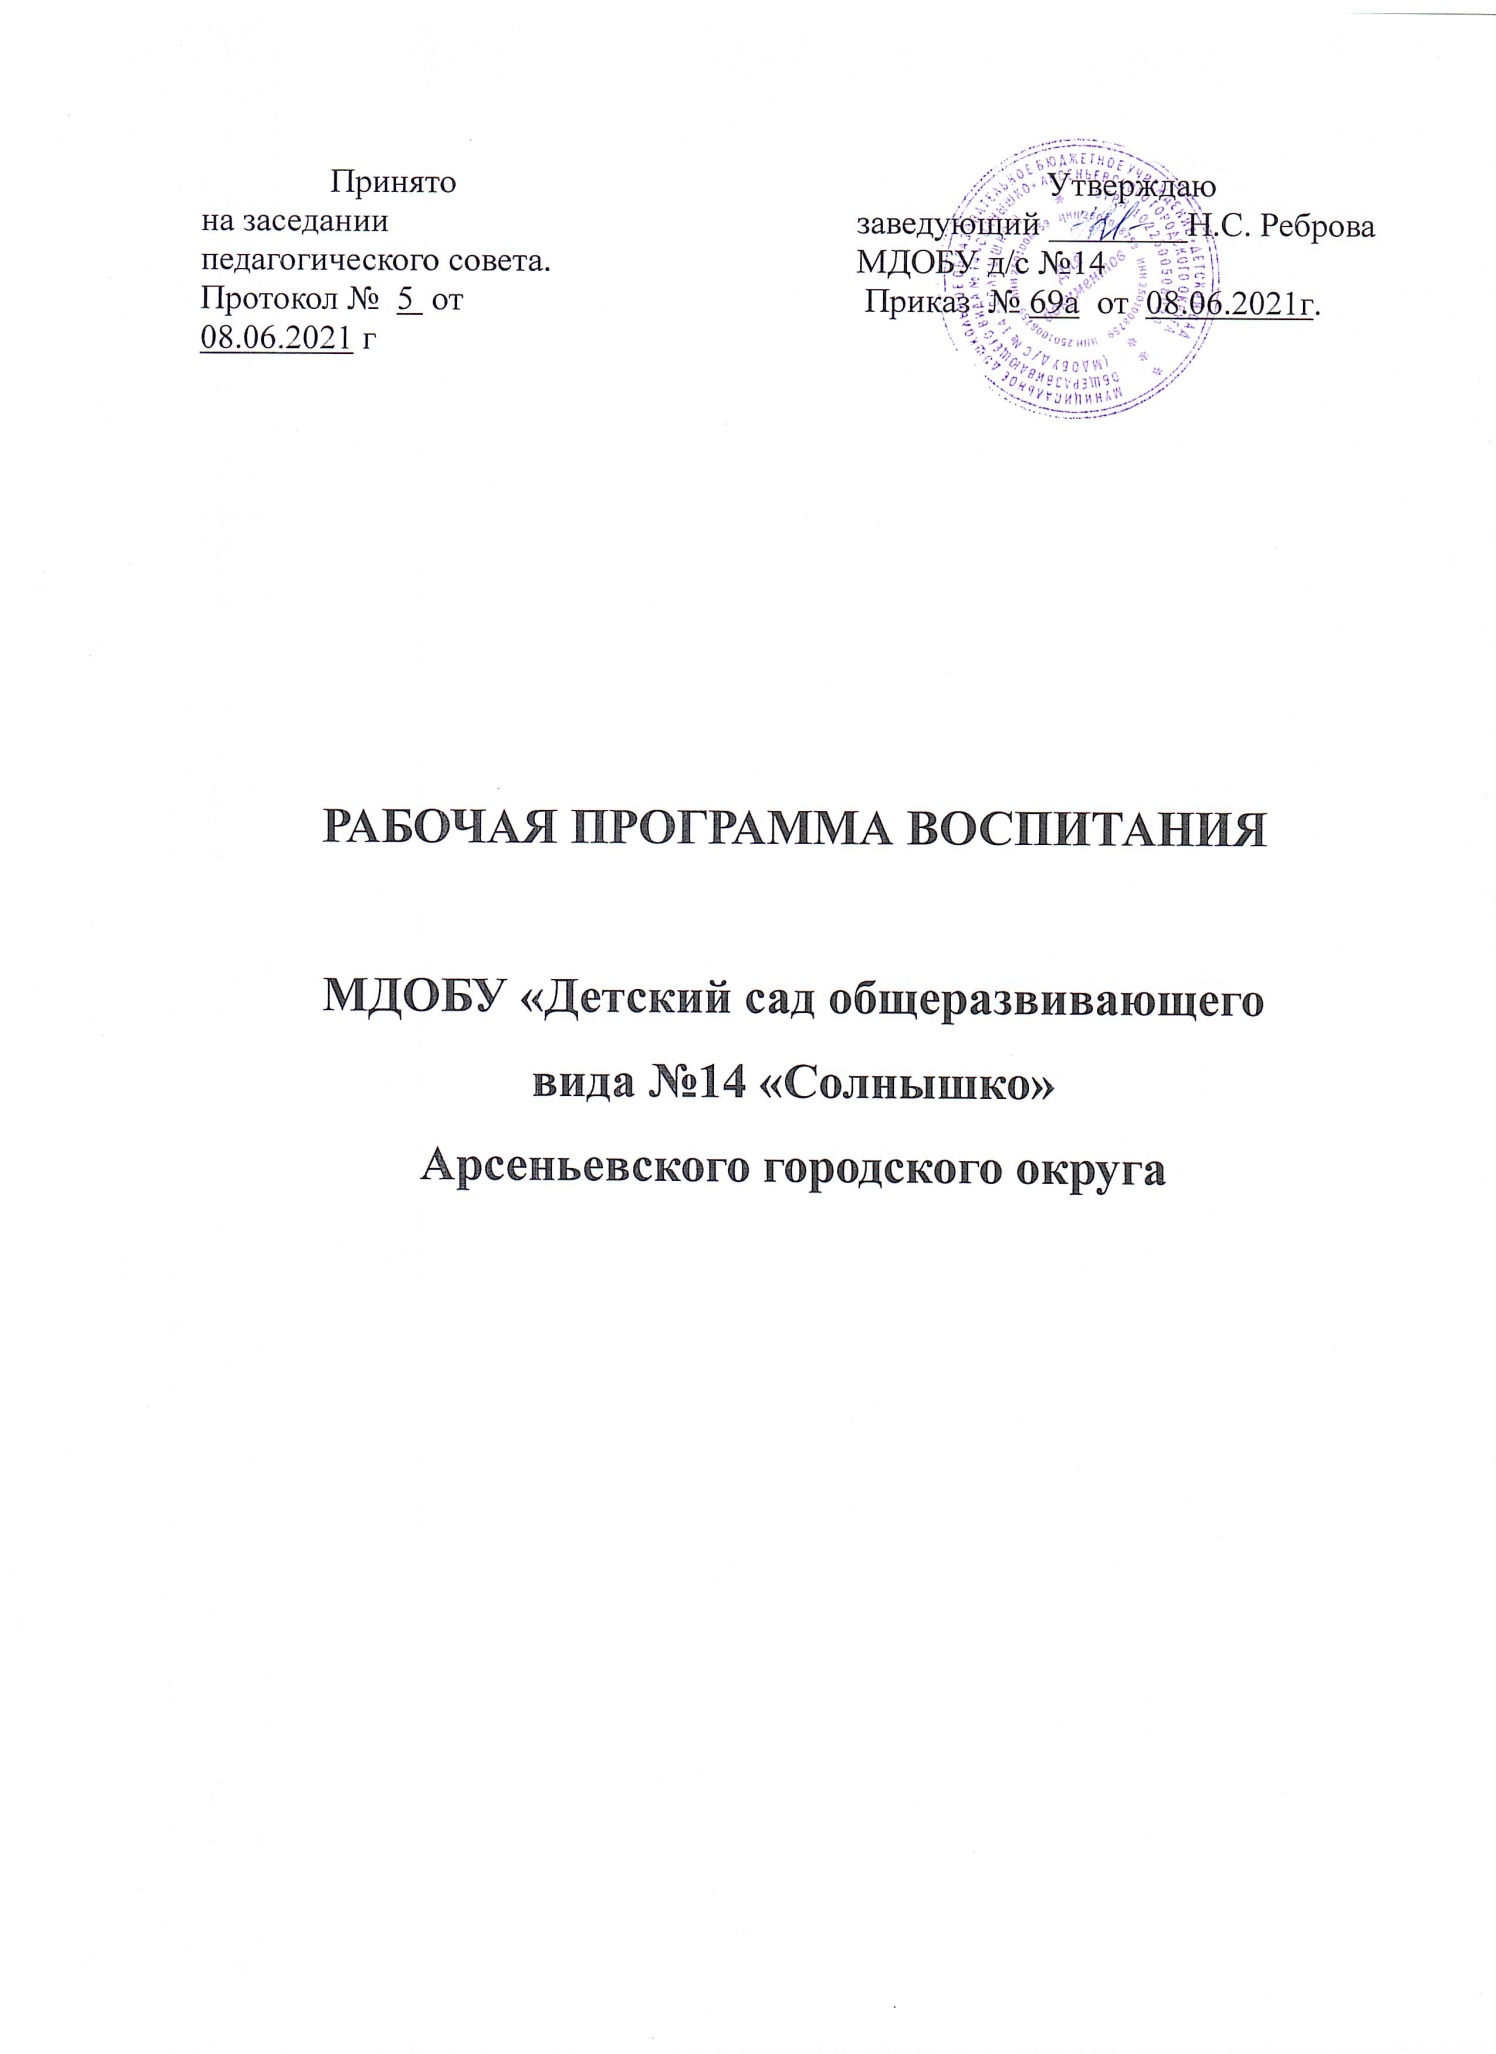 Принято
на заседании
педагогического совета.
Протокол № 5 от
08.06.2021 г
Утверждаю
заведующий ________Н.С. Реброва
МДОБУ д/с №14
Приказ № 69а от 08.06.2021г.
РАБОЧАЯ ПРОГРАММА ВОСПИТАНИЯ
МДОБУ «Детский сад общеразвивающего
вида №14 «Солнышко»
Арсеньевского городского округа